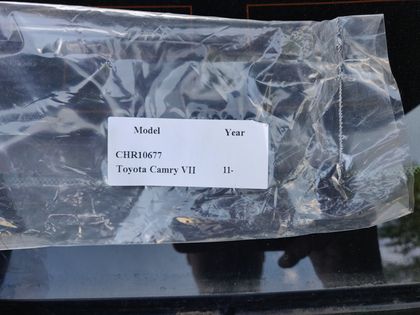 Model Year
CHR10677
Toyota Camry VII 11-